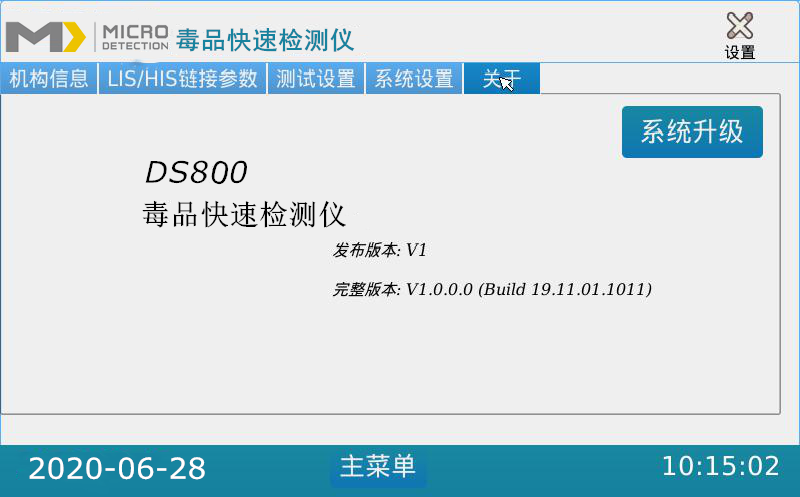 MICRO
DETECTION
毒品快速检测仪
设置
机构信息 LIS/HIS链接参数 测试设置 系统设置 关于
系统升级
DS800
毒品快速检测仪
发布版本: V1
完整版本: V1.0.0.0 (Build 19.11.01.1011)
2020-06-28 主菜单 10:15:02